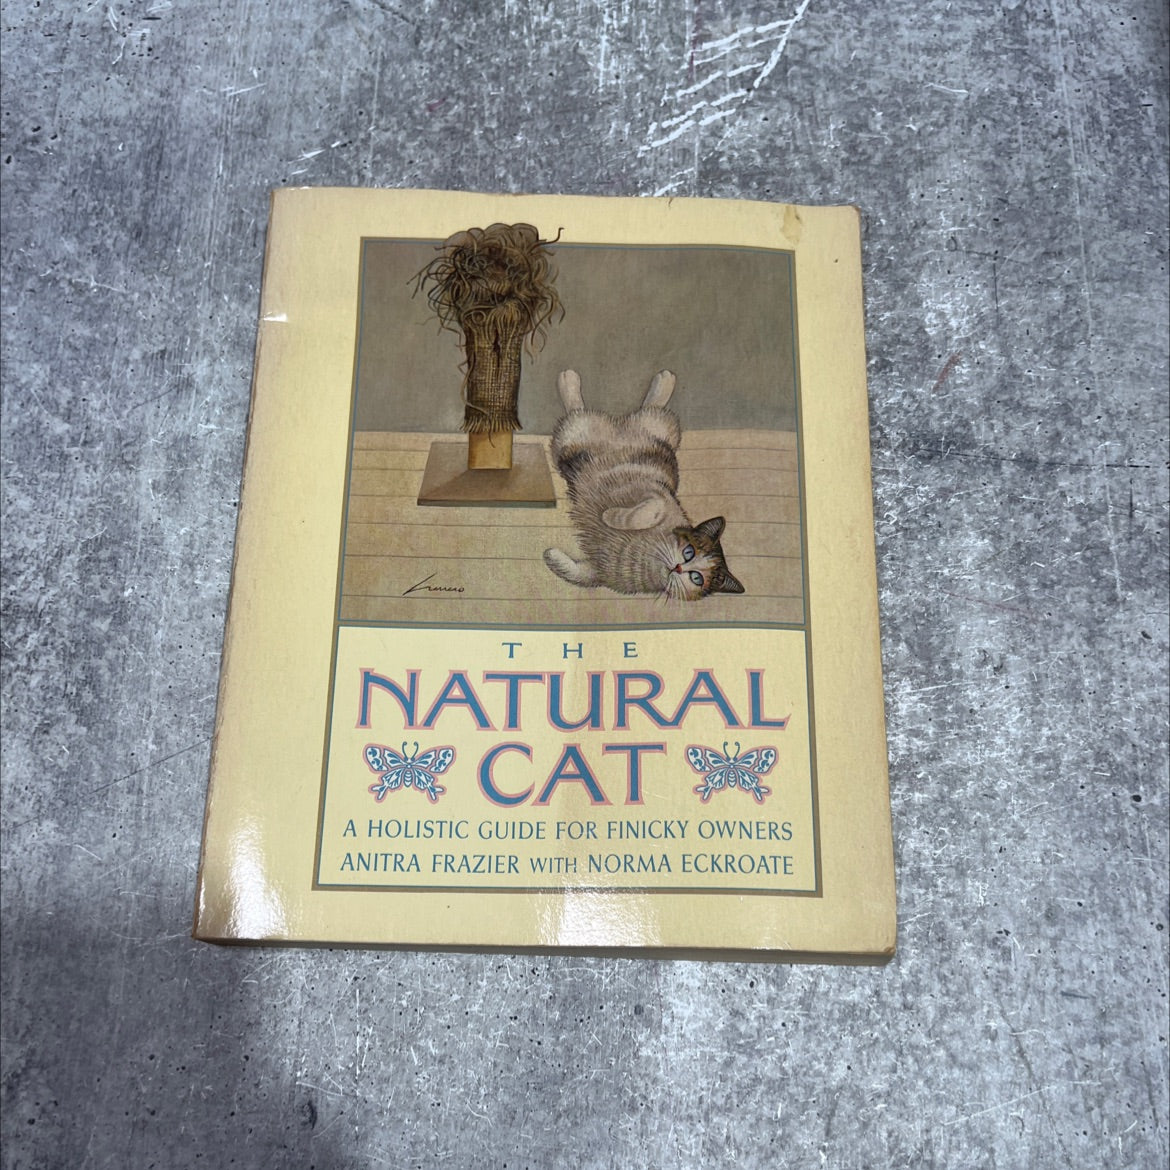 THE
NATURAL
CAT
A HOLISTIC GUIDE FOR FINICKY OWNERS
ANITRA FRAZIER WITH NORMA ECKROATE